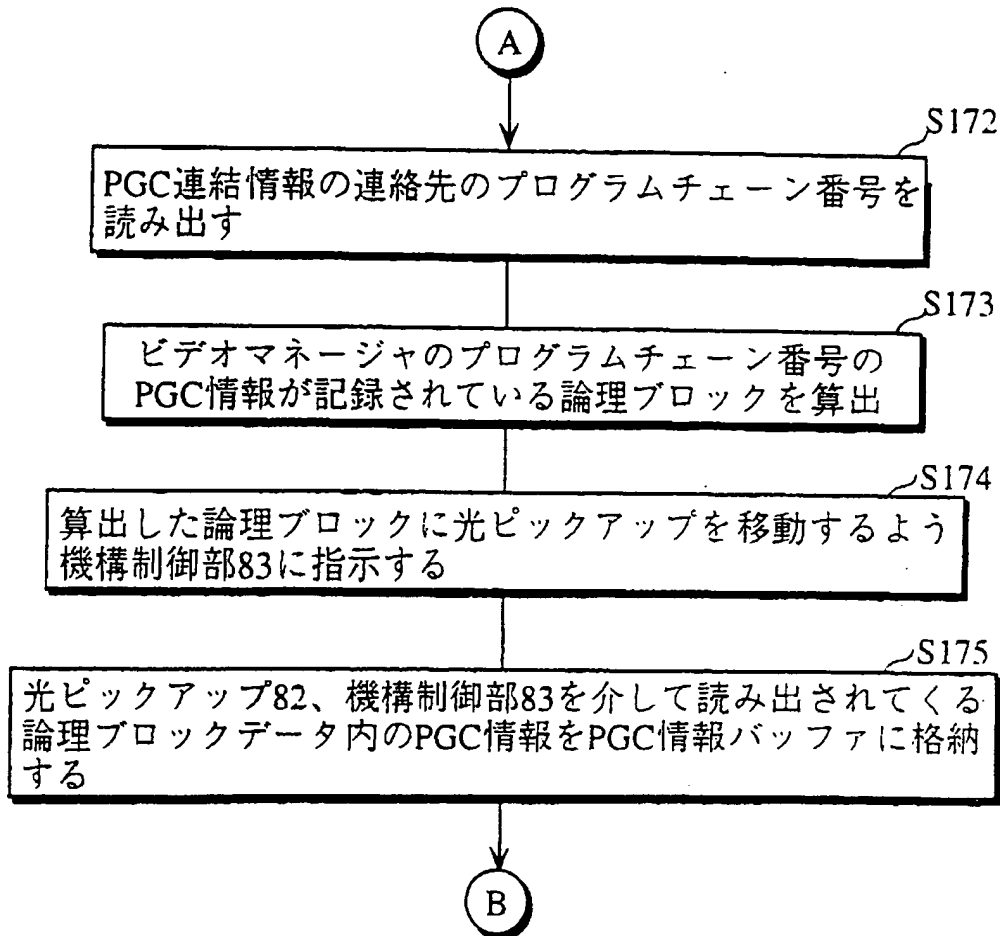 A
S172
PGC連結情報の連絡先のプログラムチェーン番号を
読み出す
S173
ビデオマネージャのプログラムチェーン番号の
PGC情報が記録されている論理ブロックを算出
S174
算出した論理ブロックに光ピックアップを移動するよう
機構制御部83に指示する
S175
光ピックアップ82、機構制御部83を介して読み出されてくる
論理ブロックデータ内のPGC情報をPGC情報バッファに格納
する
B